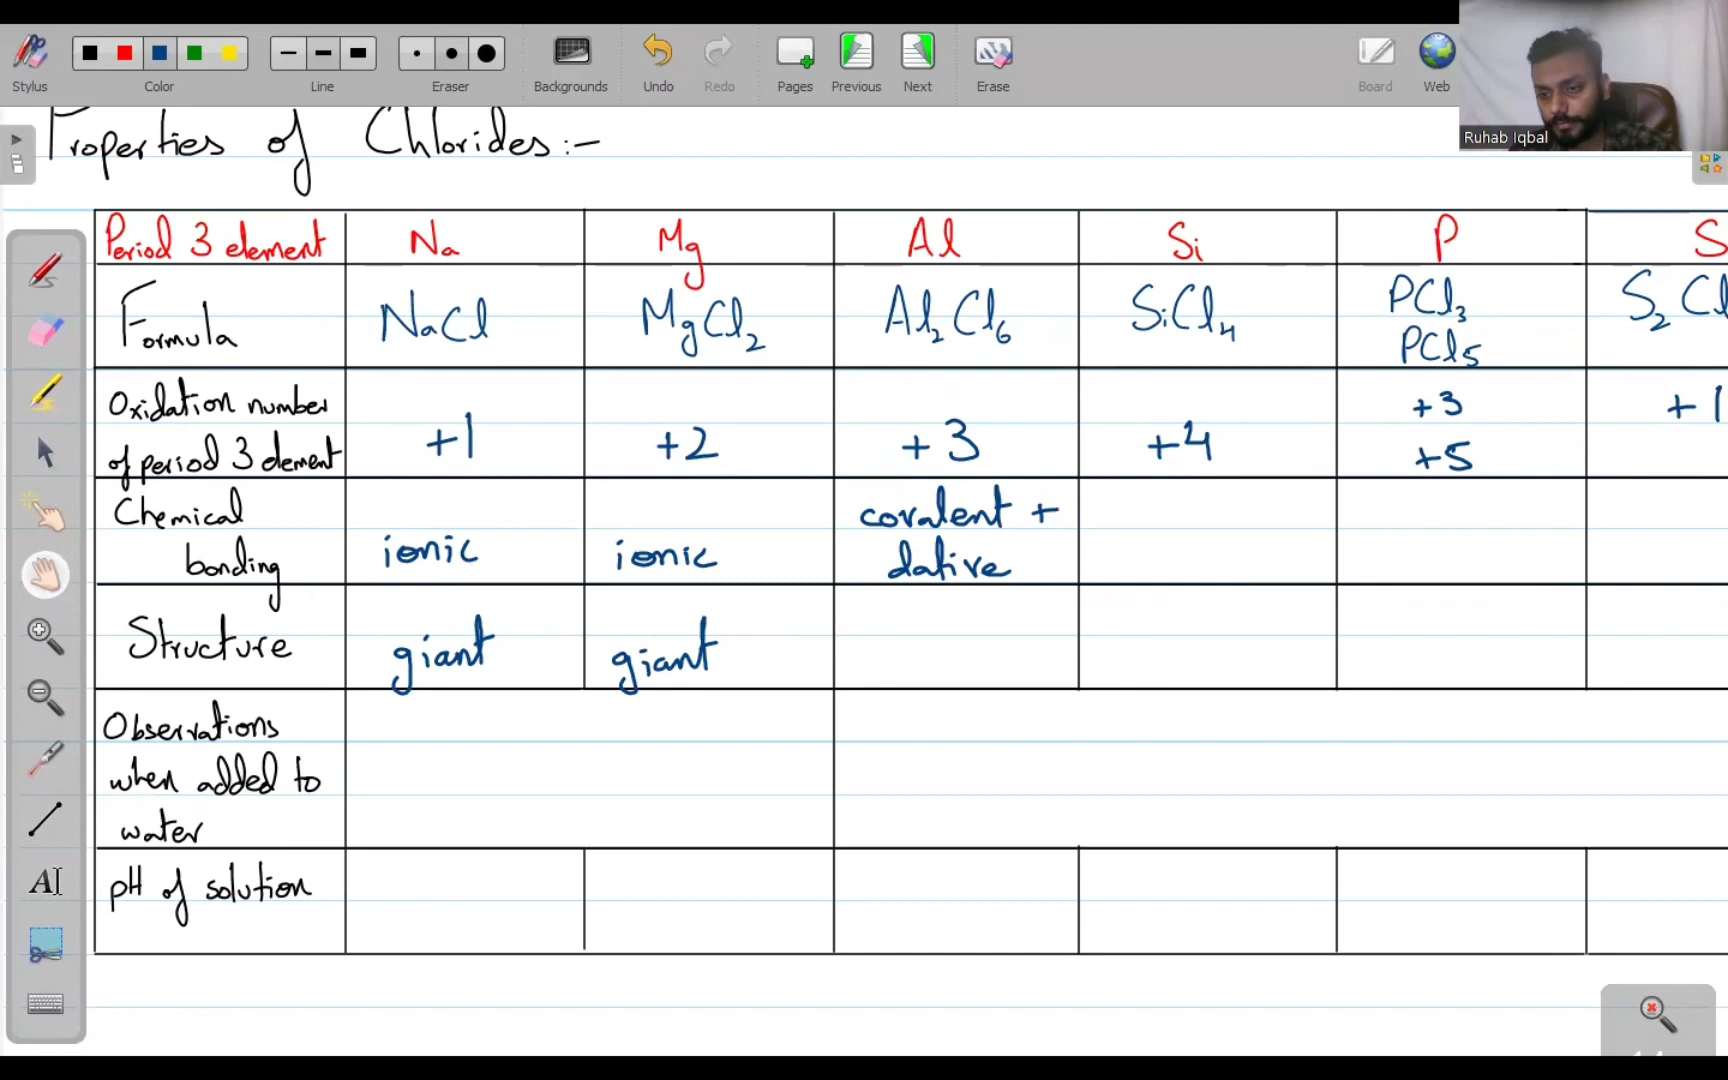 Stylus
Color
Line
Eraser
Backgrounds
Undo
Redo
Pages
Previous
Next
Erase
Board
Web
Ruhab Iqbal
Properties of Chlorides:-
Period 3 element Na Mg Al Si P S
Formula NaCl MgCl2 Al2Cl6 SiCl4 PCl3 S2Cl
PCl5
Oxidation number +3 +1
of period 3 element +1 +2 +3 +4 +5
Chemical covalent +
bonding ionic ionic dative
Structure giant giant
Observations
when added to
water
pH of solution